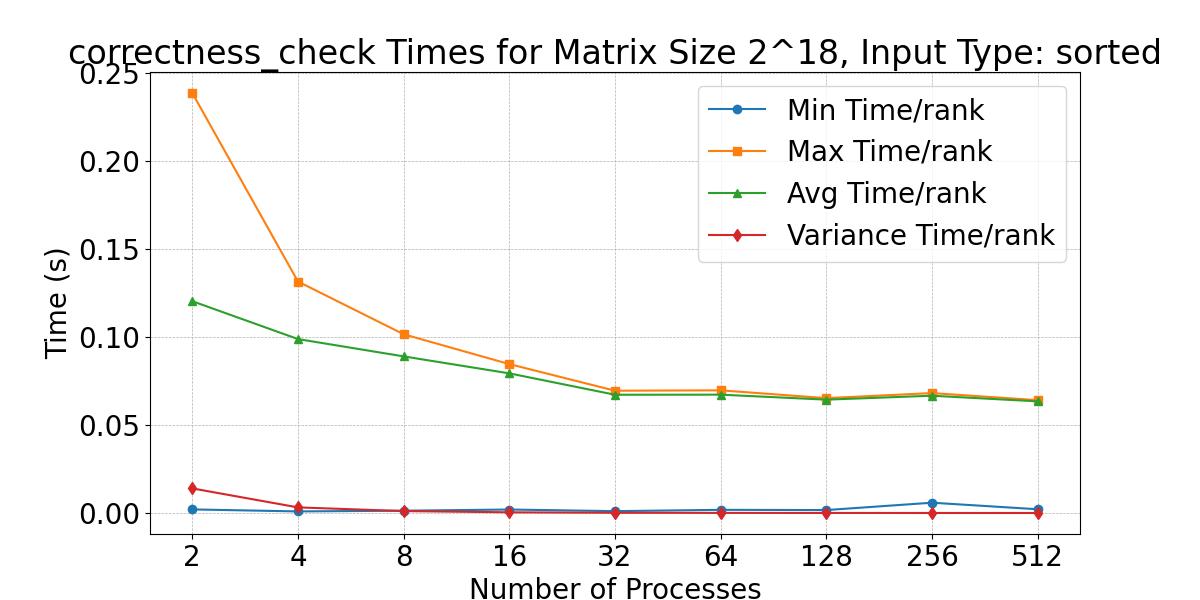 correctness_check Times for Matrix Size 2^18, Input Type: sorted
0.25
0.20
0.15
0.10
0.05
0.00
Time (s)
Min Time/rank
Max Time/rank
Avg Time/rank
Variance Time/rank
2 4 8 16 32 64 128 256 512
Number of Processes